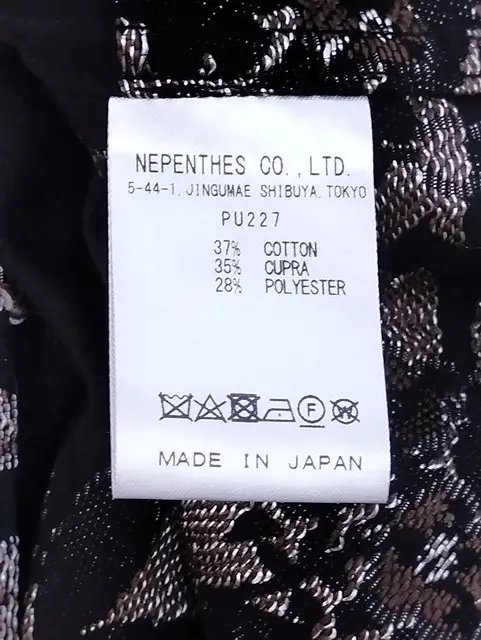 NEPENTHES CO.,LTD.
5-44-1, JINGUMAE SHIBUYA, TOKYO
PU227
37% COTTON
35% CUPRA
28% POLYESTER
F W
MADE IN JAPAN